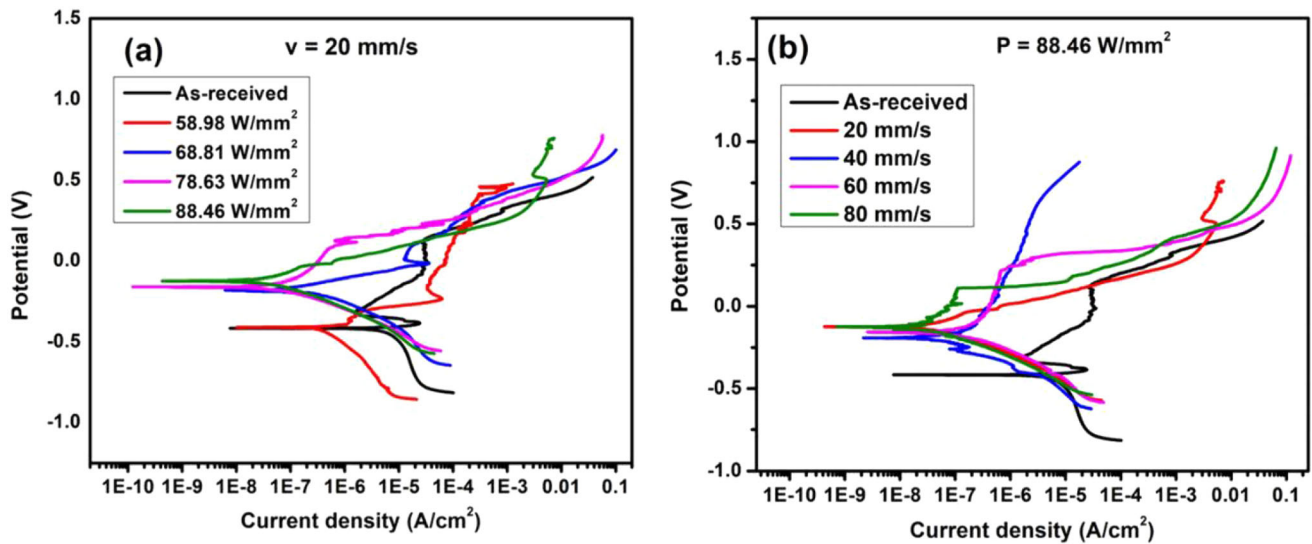 (a)
v = 20 mm/s
As-received
58.98 W/mm²
68.81 W/mm²
78.63 W/mm²
88.46 W/mm²
1.5
1.0
0.5
0.0
-0.5
-1.0
Potential (V)
1E-10 1E-9 1E-8 1E-7 1E-6 1E-5 1E-4 1E-3 0.01 0.1
Current density (A/cm²)
(b)
P = 88.46 W/mm²
As-received
20 mm/s
40 mm/s
60 mm/s
80 mm/s
1.5
1.0
0.5
0.0
-0.5
-1.0
Potential (V)
1E-10 1E-9 1E-8 1E-7 1E-6 1E-5 1E-4 1E-3 0.01 0.1
Current density (A/cm²)